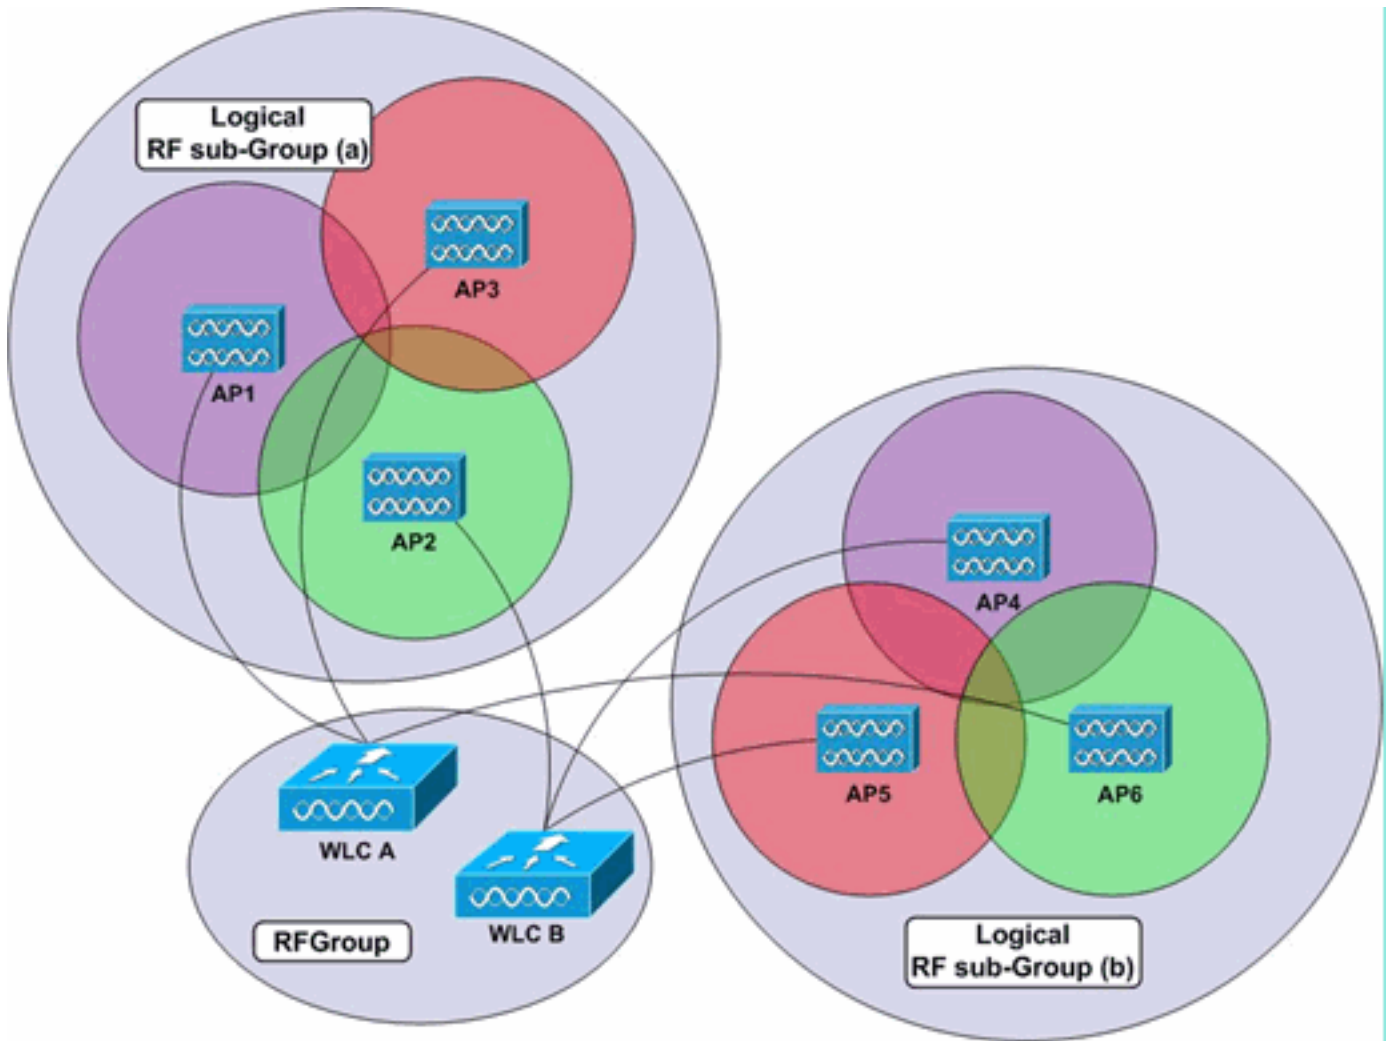 Logical
RF sub-Group (a)
AP3
AP1
AP2
AP4
AP5
AP6
WLC A
WLC B
RFGroup
Logical
RF sub-Group (b)